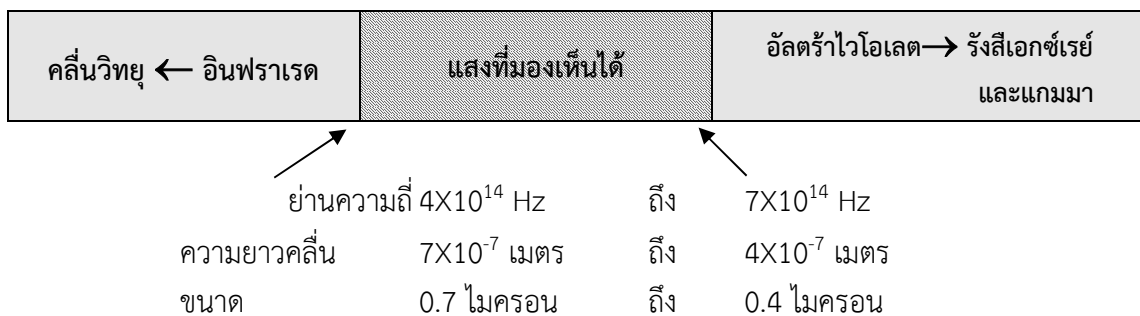 คลื่นวิทยุ ← อินฟราเรด
แสงที่มองเห็นได้
อัลตร้าไวโอเลต→ รังสีเอกซ์เรย์
และแกมมา
ย่านความถี่ 4X10¹⁴ Hz ถึง 7X10¹⁴ Hz
ความยาวคลื่น 7X10⁻⁷ เมตร ถึง 4X10⁻⁷ เมตร
ขนาด 0.7 ไมครอน ถึง 0.4 ไมครอน